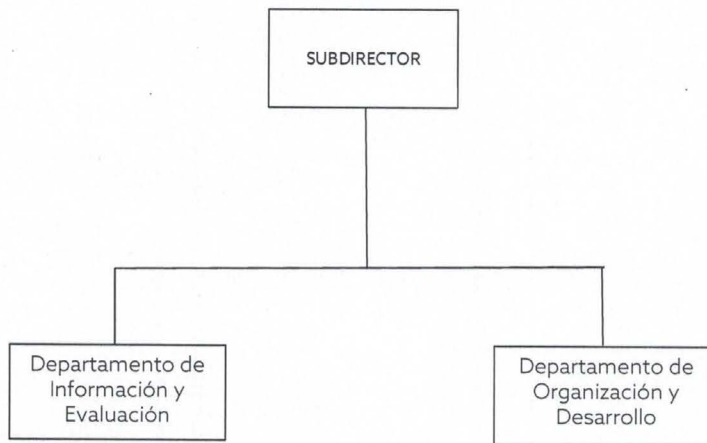 SUBDIRECTOR
Departamento de
Información y
Evaluación
Departamento de
Organización y
Desarrollo